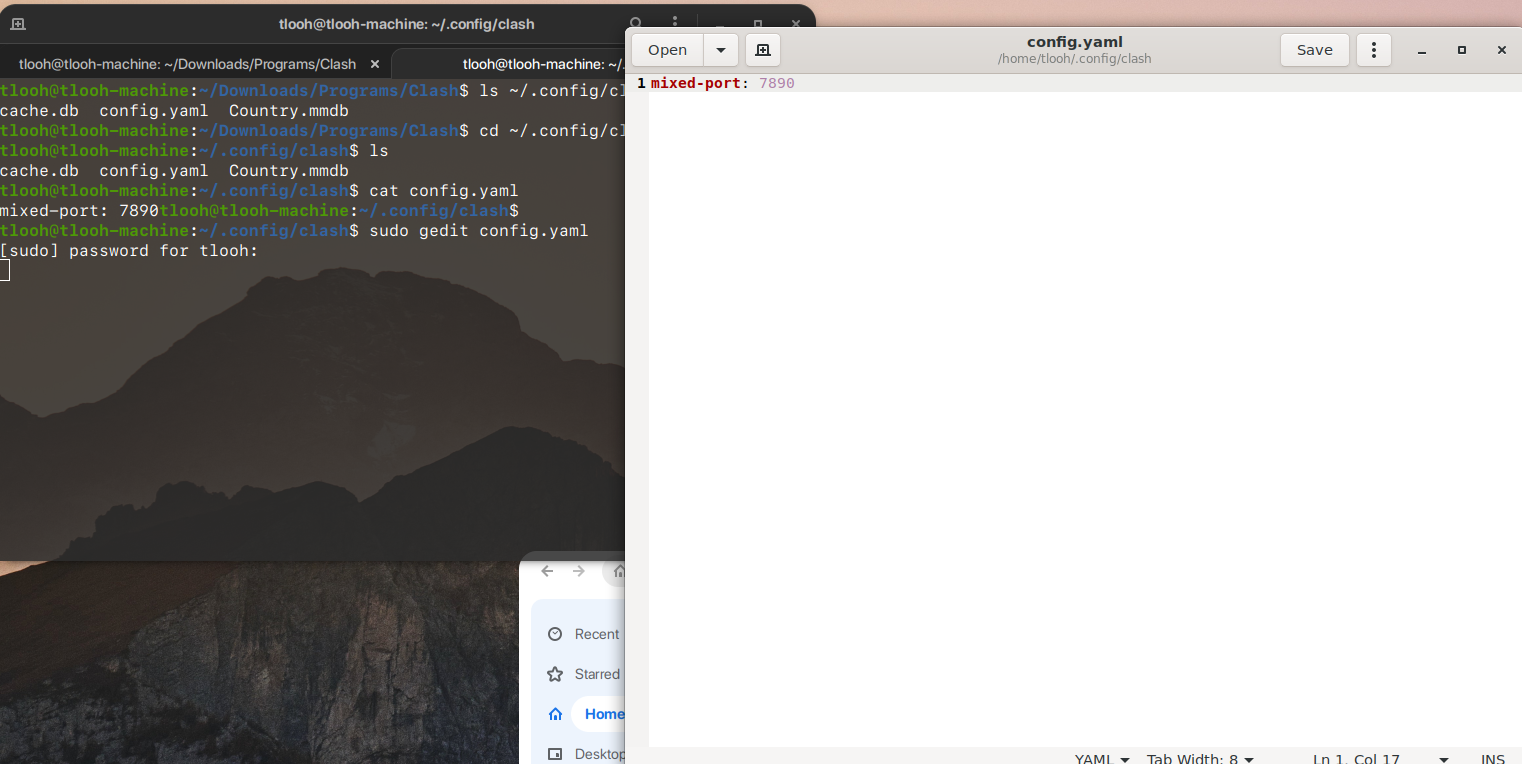 tlooh@tlooh-machine: ~/.config/clash
tlooh@tlooh-machine: ~/Downloads/Programs/Clash
tlooh@tlooh-machine: ~/.
tlooh@tlooh-machine:~/Downloads/Programs/Clash$ ls ~/.config/cl
cache.db config.yaml Country.mmdb
tlooh@tlooh-machine:~/Downloads/Programs/Clash$ cd ~/.config/cl
tlooh@tlooh-machine:~/.config/clash$ ls
cache.db config.yaml Country.mmdb
tlooh@tlooh-machine:~/.config/clash$ cat config.yaml
mixed-port: 7890tlooh@tlooh-machine:~/.config/clash$
tlooh@tlooh-machine:~/.config/clash$ sudo gedit config.yaml
[sudo] password for tlooh:
Open
config.yaml
/home/tlooh/.config/clash
Save
1 mixed-port: 7890
Recent
Starred
Home
Desktop
YAML
Tab Width: 8
Ln 1, Col 17
INS